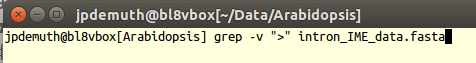 jpdemuth@bl8vbox[~/Data/Arabidopsis]
jpdemuth@bl8vbox[Arabidopsis] grep -v ">" intron_IME_data.fasta